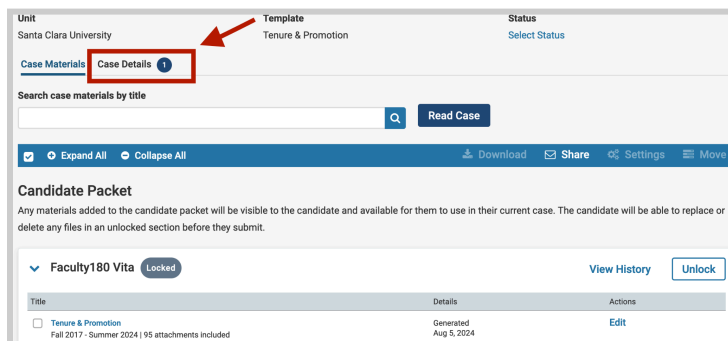 Unit Template Status
Santa Clara University Tenure & Promotion Select Status
Case Materials Case Details 1
Search case materials by title
Read Case
Expand All Collapse All Download Share Settings Move
Candidate Packet
Any materials added to the candidate packet will be visible to the candidate and available for them to use in their current case. The candidate will be able to replace or
delete any files in an unlocked section before they submit.
Faculty180 Vita Locked View History Unlock
Title Details Actions
Tenure & Promotion Generated Edit
Fall 2017 - Summer 2024 | 95 attachments included Aug 5, 2024